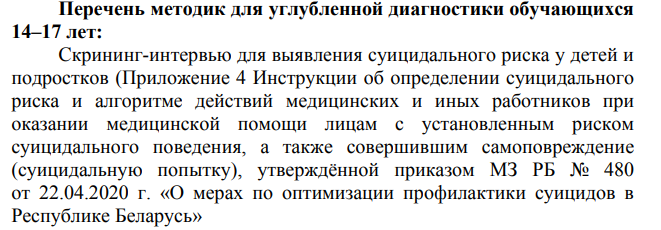 Перечень методик для углубленной диагностики обучающихся
14–17 лет:
Скрининг-интервью для выявления суицидального риска у детей и
подростков (Приложение 4 Инструкции об определении суицидального
риска и алгоритме действий медицинских и иных работников при
оказании медицинской помощи лицам с установленным риском
суицидального поведения, а также совершившим самоповреждение
(суицидальную попытку), утверждённой приказом МЗ РБ № 480
от 22.04.2020 г. «О мерах по оптимизации профилактики суицидов в
Республике Беларусь»